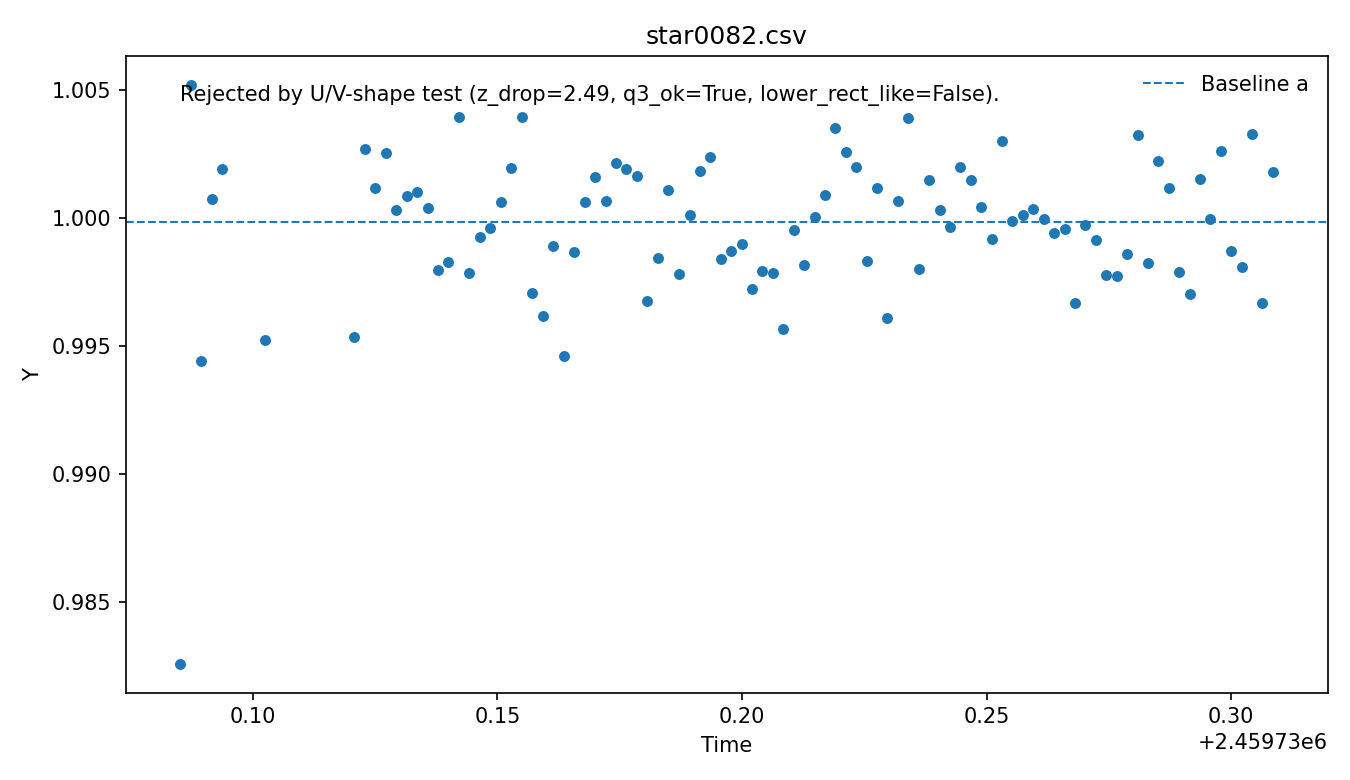 star0082.csv
Rejected by U/V-shape test (z_drop=2.49, q3_ok=True, lower_rect_like=False).
Baseline a
1.005
1.000
0.995
0.990
0.985
Y
0.10 0.15 0.20 0.25 0.30
Time
+2.45973e6